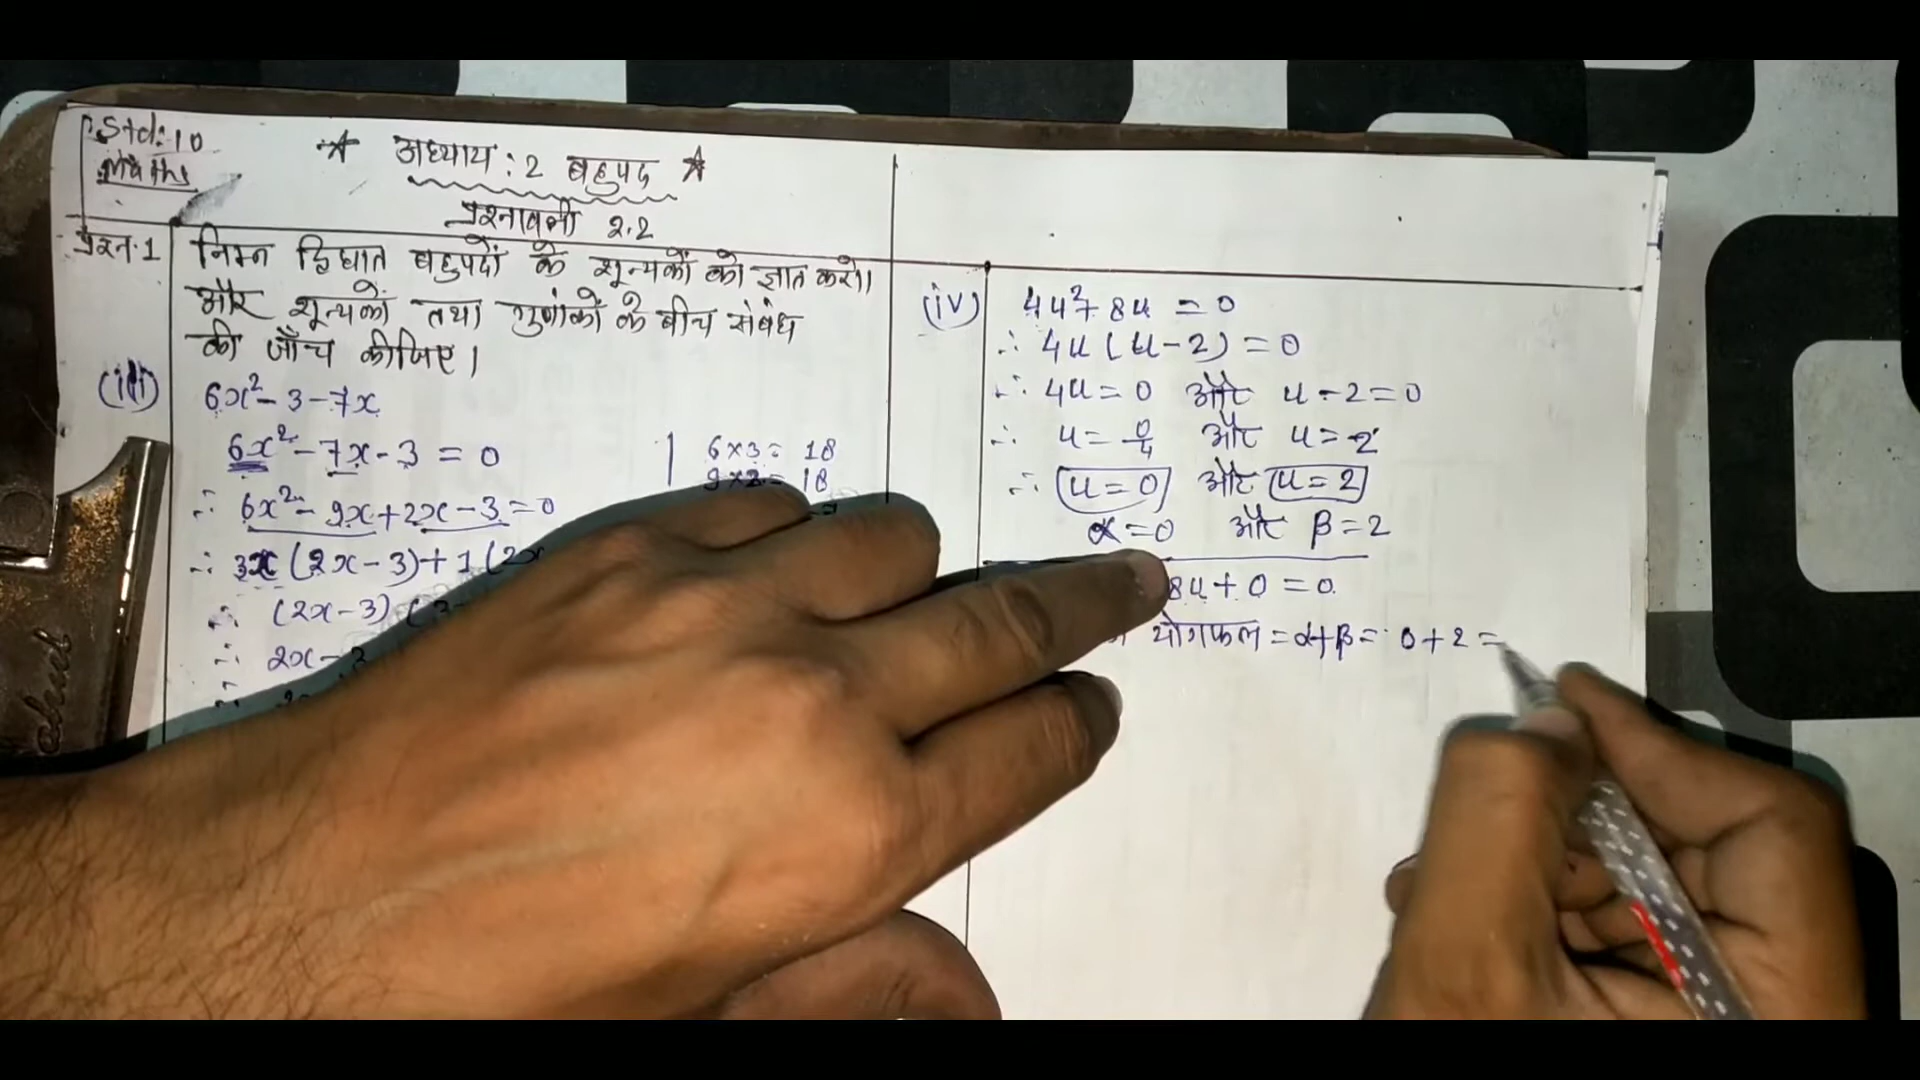 Std: 10
Maths
☆ अध्याय : 2 बहुपद ☆
प्रश्नावली 2.2
प्रश्न.1 निम्न द्विघात बहुपदों के शून्यकों को ज्ञात करो।
और शून्यकों तथा गुणांकों के बीच संबंध
की जाँच कीजिए।
(iii) 6x² - 3 - 7x
6x² - 7x - 3 = 0
6 × 3 = 18
9 × 2 = 18
∴ 6x² - 9x + 2x - 3 = 0
∴ 3x (2x - 3) + 1 (2x
∴ (2x - 3) (3
∴ 2x - 3
(iv) 4u² + 8u = 0
∴ 4u (u - 2) = 0
∴ 4u = 0 और u - 2 = 0
∴ u = 0/4 और u = 2
∴ u = 0 और u = 2
α = 0 और β = 2
8u + 0 = 0
योगफल = α + β = 0 + 2 =